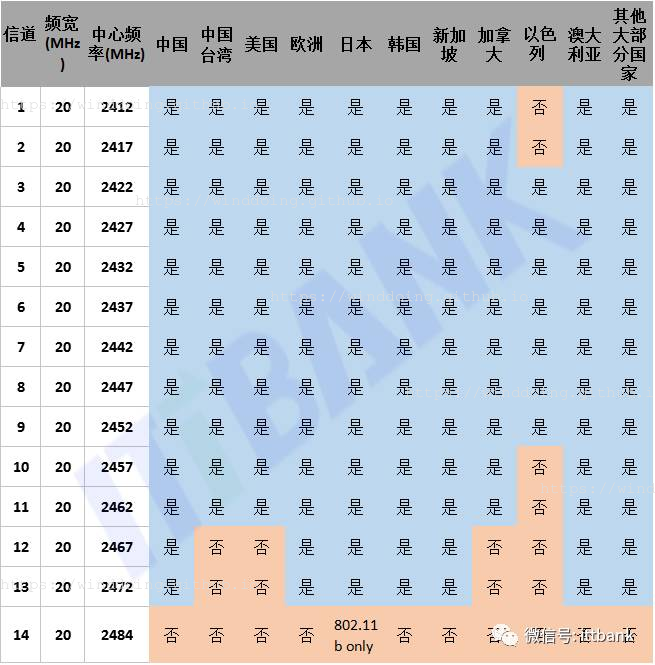 信道 频宽(MHz) 中心频率(MHz) 中国 中国台湾 美国 欧洲 日本 韩国 新加坡 加拿大 以色列 澳大利亚 其他大部分国家
1 20 2412 是 是 是 是 是 是 是 是 否 是 是
2 20 2417 是 是 是 是 是 是 是 是 否 是 是
3 20 2422 是 是 是 是 是 是 是 是 是 是 是
4 20 2427 是 是 是 是 是 是 是 是 是 是 是
5 20 2432 是 是 是 是 是 是 是 是 是 是 是
6 20 2437 是 是 是 是 是 是 是 是 是 是 是
7 20 2442 是 是 是 是 是 是 是 是 是 是 是
8 20 2447 是 是 是 是 是 是 是 是 是 是 是
9 20 2452 是 是 是 是 是 是 是 是 是 是 是
10 20 2457 是 是 是 是 是 是 是 是 否 是 是
11 20 2462 是 是 是 是 是 是 是 是 否 是 是
12 20 2467 是 否 否 是 是 是 是 否 否 是 是
13 20 2472 是 否 否 是 是 是 是 否 否 是 是
14 20 2484 否 否 否 否 802.11b only 否 否 否 否 否 否
ITIBANK
微信号: itibank